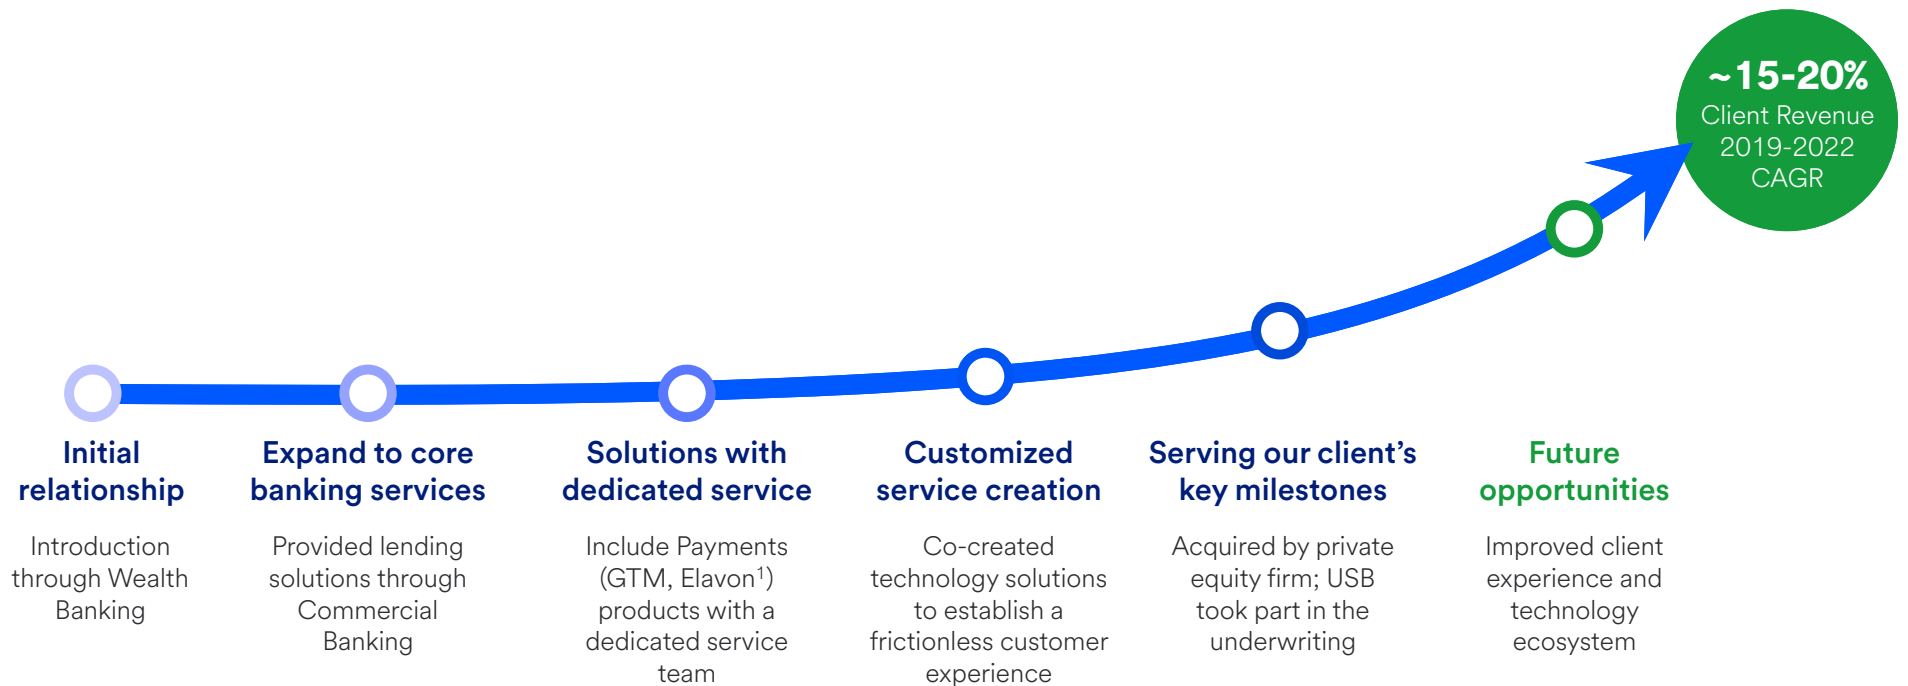 ~15-20%
Client Revenue
2019-2022
CAGR
Initial
relationship
Introduction
through Wealth
Banking
Expand to core
banking services
Provided lending
solutions through
Commercial
Banking
Solutions with
dedicated service
Include Payments
(GTM, Elavon¹)
products with a
dedicated service
team
Customized
service creation
Co-created
technology solutions
to establish a
frictionless customer
experience
Serving our client’s
key milestones
Acquired by private
equity firm; USB
took part in the
underwriting
Future
opportunities
Improved client
experience and
technology
ecosystem